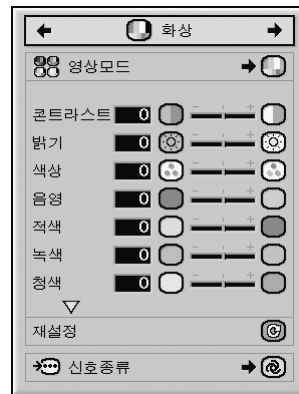 화상
영상모드
콘트라스트 0
밝기 0
색상 0
음영 0
적색 0
녹색 0
청색 0
재설정
신호종류